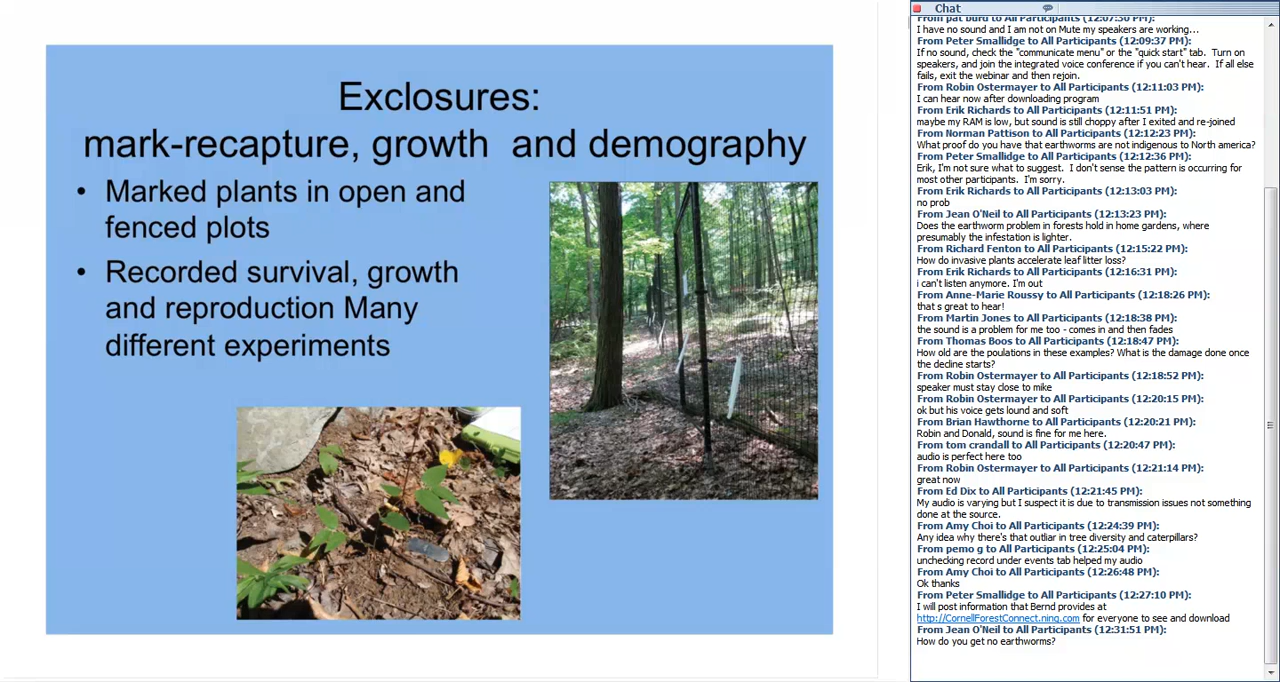 Exclosures:
mark-recapture, growth and demography
• Marked plants in open and
fenced plots
• Recorded survival, growth
and reproduction Many
different experiments
Chat
From pat burd to All Participants (12:07:30 PM):
I have no sound and I am not on Mute my speakers are working...
From Peter Smallidge to All Participants (12:09:37 PM):
If no sound, check the "communicate menu" or the "quick start" tab. Turn on
speakers, and join the integrated voice conference if you can't hear. If all else
fails, exit the webinar and then rejoin.
From Robin Ostermayer to All Participants (12:11:03 PM):
I can hear now after downloading program
From Erik Richards to All Participants (12:11:51 PM):
maybe my RAM is low, but sound is still choppy after I exited and re-joined
From Norman Pattison to All Participants (12:12:23 PM):
What proof do you have that earthworms are not indigenous to North america?
From Peter Smallidge to All Participants (12:12:36 PM):
Erik, I'm not sure what to suggest. I don't sense the pattern is occurring for
most other participants. I'm sorry.
From Erik Richards to All Participants (12:13:03 PM):
no prob
From Jean O'Neil to All Participants (12:13:23 PM):
Does the earthworm problem in forests hold in home gardens, where
presumably the infestation is lighter.
From Richard Fenton to All Participants (12:15:22 PM):
How do invasive plants accelerate leaf litter loss?
From Erik Richards to All Participants (12:16:31 PM):
i can't listen anymore. I'm out
From Anne-Marie Roussy to All Participants (12:18:26 PM):
that s great to hear!
From Martin Jones to All Participants (12:18:38 PM):
the sound is a problem for me too - comes in and then fades
From Thomas Boos to All Participants (12:18:47 PM):
How old are the poulations in these examples? What is the damage done once
the decline starts?
From Robin Ostermayer to All Participants (12:18:52 PM):
speaker must stay close to mike
From Robin Ostermayer to All Participants (12:20:15 PM):
ok but his voice gets lound and soft
From Brian Hawthorne to All Participants (12:20:21 PM):
Robin and Donald, sound is fine for me here.
From tom crandall to All Participants (12:20:47 PM):
audio is perfect here too
From Robin Ostermayer to All Participants (12:21:14 PM):
great now
From Ed Dix to All Participants (12:21:45 PM):
My audio is varying but I suspect it is due to transmission issues not something
done at the source.
From Amy Choi to All Participants (12:24:39 PM):
Any idea why there's that outliar in tree diversity and caterpillars?
From pemo g to All Participants (12:25:04 PM):
unchecking record under events tab helped my audio
From Amy Choi to All Participants (12:26:48 PM):
Ok thanks
From Peter Smallidge to All Participants (12:27:10 PM):
I will post information that Bernd provides at
http://CornellForestConnect.ning.com for everyone to see and download
From Jean O'Neil to All Participants (12:31:51 PM):
How do you get no earthworms?